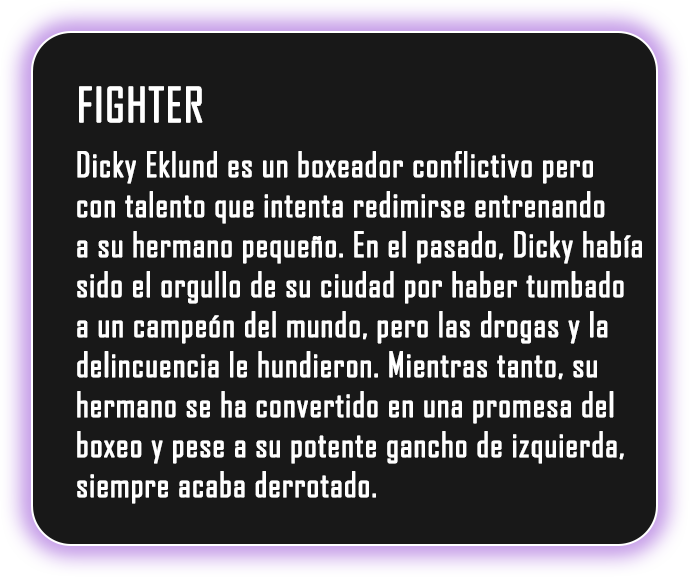 FIGHTER
Dicky Eklund es un boxeador conflictivo pero
con talento que intenta redimirse entrenando
a su hermano pequeño. En el pasado, Dicky había
sido el orgullo de su ciudad por haber tumbado
a un campeón del mundo, pero las drogas y la
delincuencia le hundieron. Mientras tanto, su
hermano se ha convertido en una promesa del
boxeo y pese a su potente gancho de izquierda,
siempre acaba derrotado.